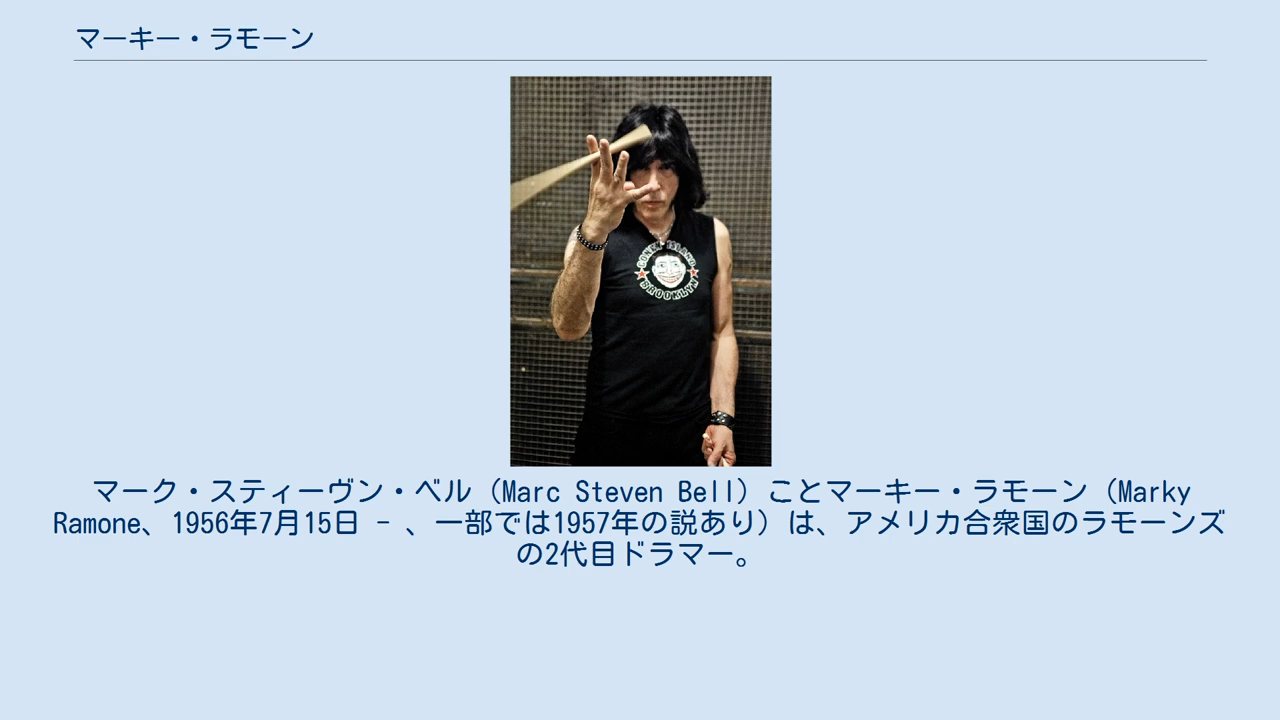 マーキー・ラモーン
CONEY ISLAND
BROOKLYN
マーク・スティーヴン・ベル（Marc Steven Bell）ことマーキー・ラモーン（Marky
Ramone、1956年7月15日 - 、一部では1957年の説あり）は、アメリカ合衆国のラモーンズ
の2代目ドラマー。